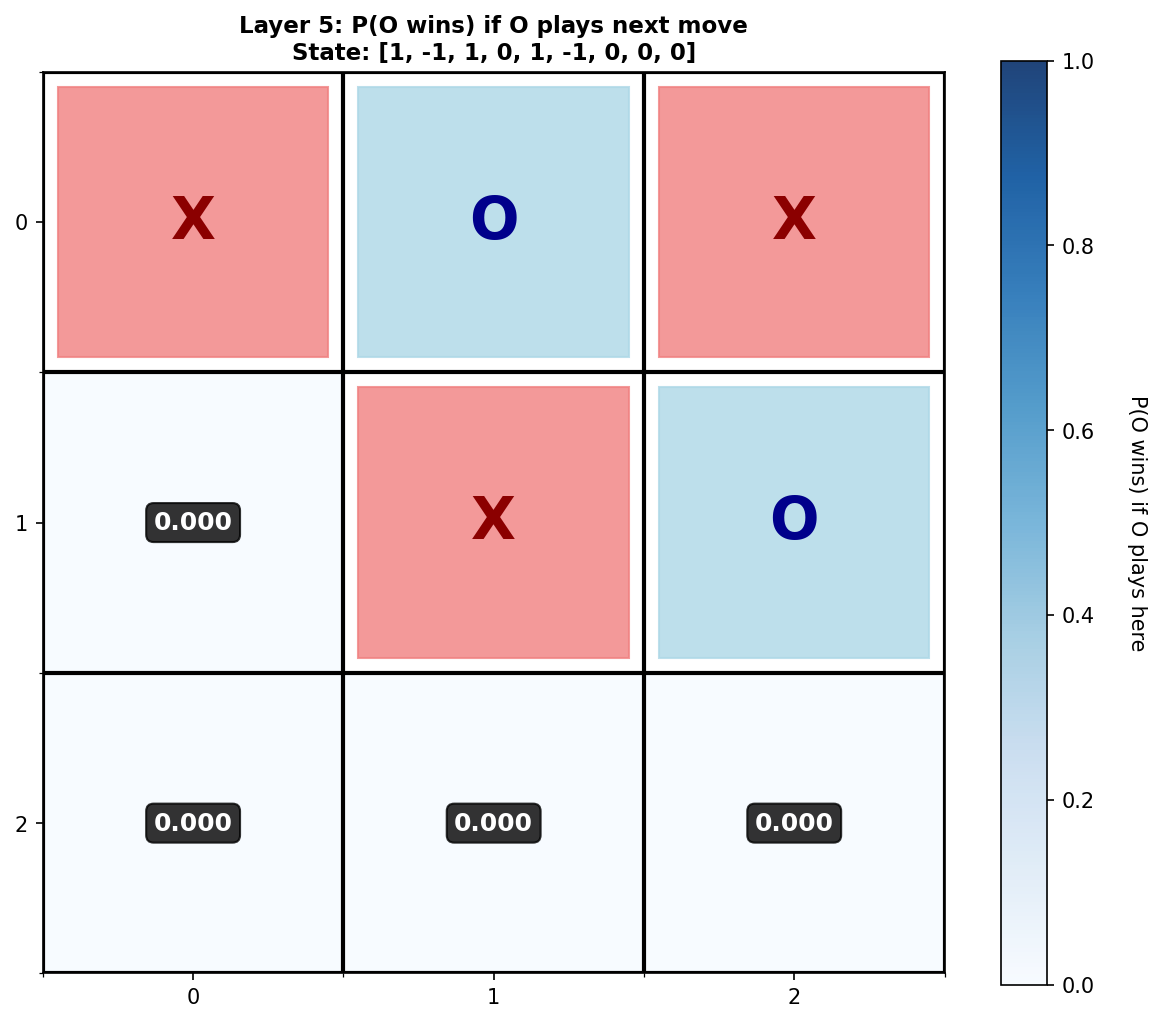 Layer 5: P(O wins) if O plays next move
State: [1, -1, 1, 0, 1, -1, 0, 0, 0]
X
O
X
0
0.000
X
O
1
0.000
0.000
0.000
2
0
1
2
1.0
0.8
0.6
0.4
0.2
0.0
P(O wins) if O plays here